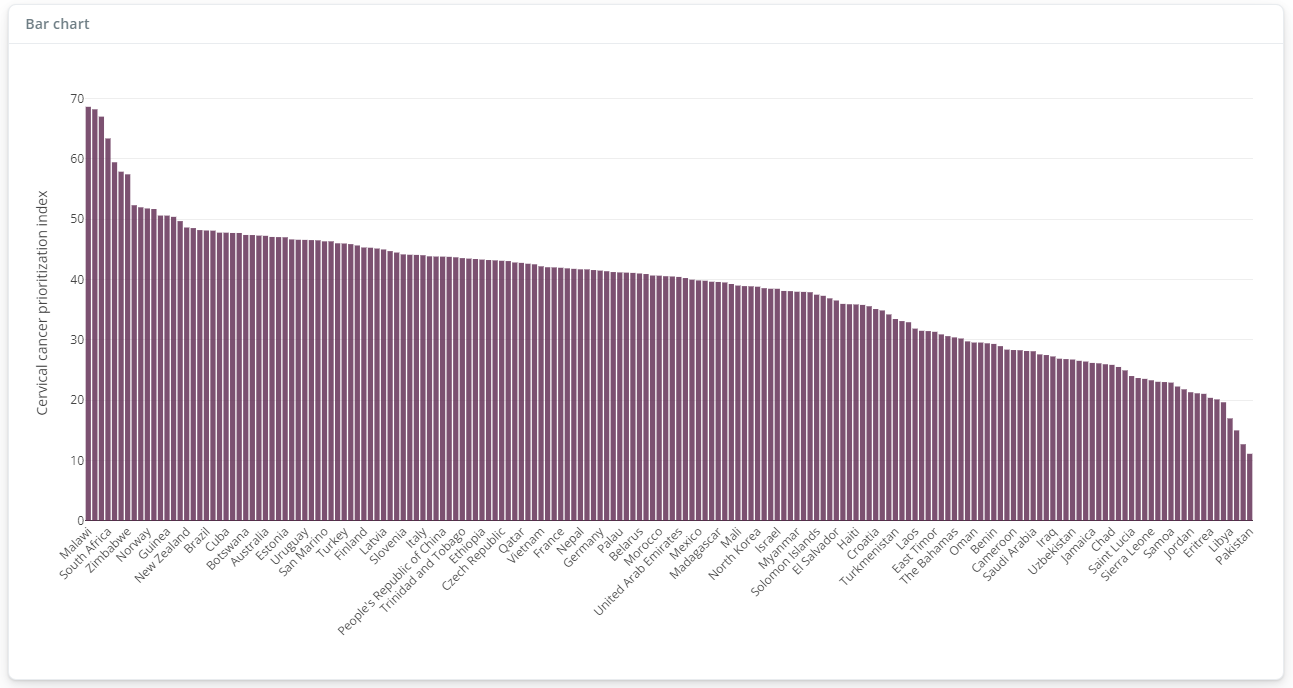 Bar chart
Cervical cancer prioritization index
70
60
50
40
30
20
10
0
Malawi
South Africa
Zimbabwe
Norway
Guinea
New Zealand
Brazil
Cuba
Botswana
Australia
Estonia
Uruguay
San Marino
Turkey
Finland
Latvia
Slovenia
Italy
People's Republic of China
Trinidad and Tobago
Ethiopia
Czech Republic
Qatar
Vietnam
France
Nepal
Germany
Palau
Belarus
Morocco
United Arab Emirates
Mexico
Madagascar
Mali
North Korea
Israel
Myanmar
Solomon Islands
El Salvador
Haiti
Croatia
Turkmenistan
Laos
East Timor
The Bahamas
Oman
Benin
Cameroon
Saudi Arabia
Iraq
Uzbekistan
Jamaica
Chad
Saint Lucia
Sierra Leone
Samoa
Jordan
Eritrea
Libya
Pakistan